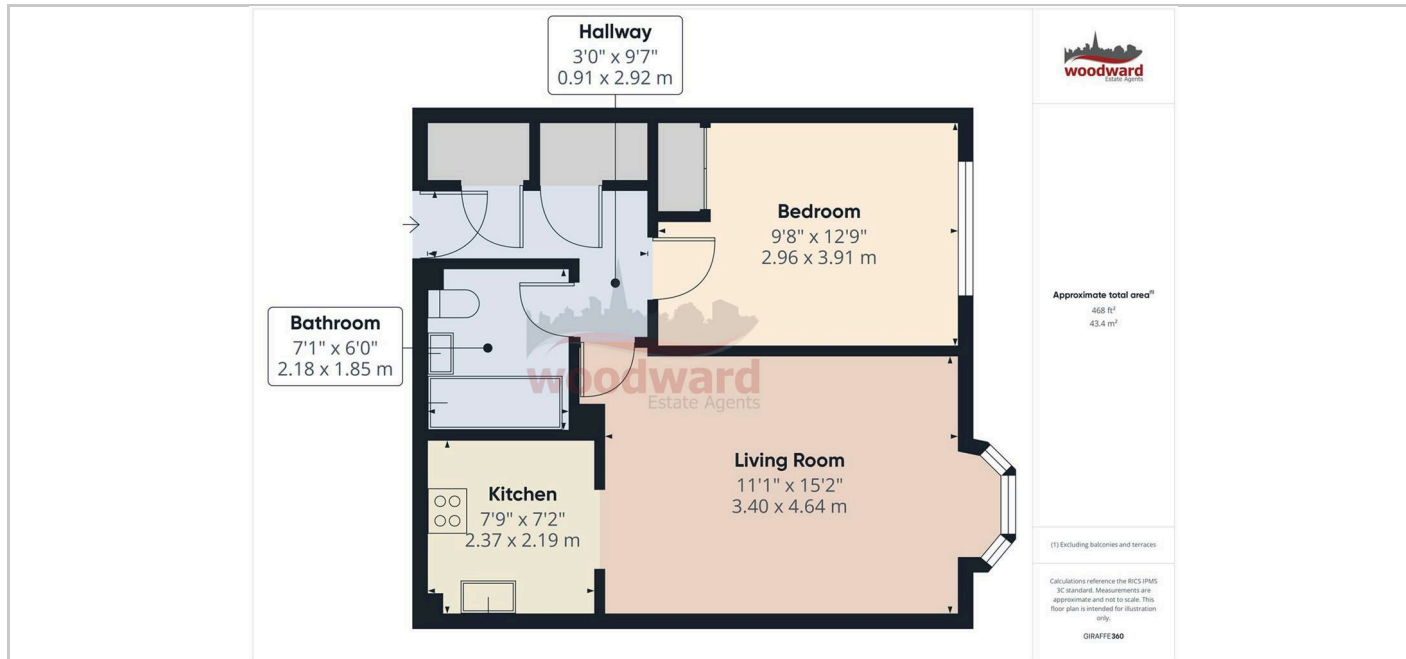 Hallway
3'0" x 9'7"
0.91 x 2.92 m
Bedroom
9'8" x 12'9"
2.96 x 3.91 m
Bathroom
7'1" x 6'0"
2.18 x 1.85 m
woodward
Estate Agents
Living Room
11'1" x 15'2"
3.40 x 4.64 m
Kitchen
7'9" x 7'2"
2.37 x 2.19 m
woodward
Estate Agents
Approximate total area(1)
468 ft²
43.4 m²
(1) Excluding balconies and terraces
Calculations reference the RICS IPMS
3C standard. Measurements are
approximate and not to scale. This
floor plan is intended for illustration
only.
GIRAFFE360